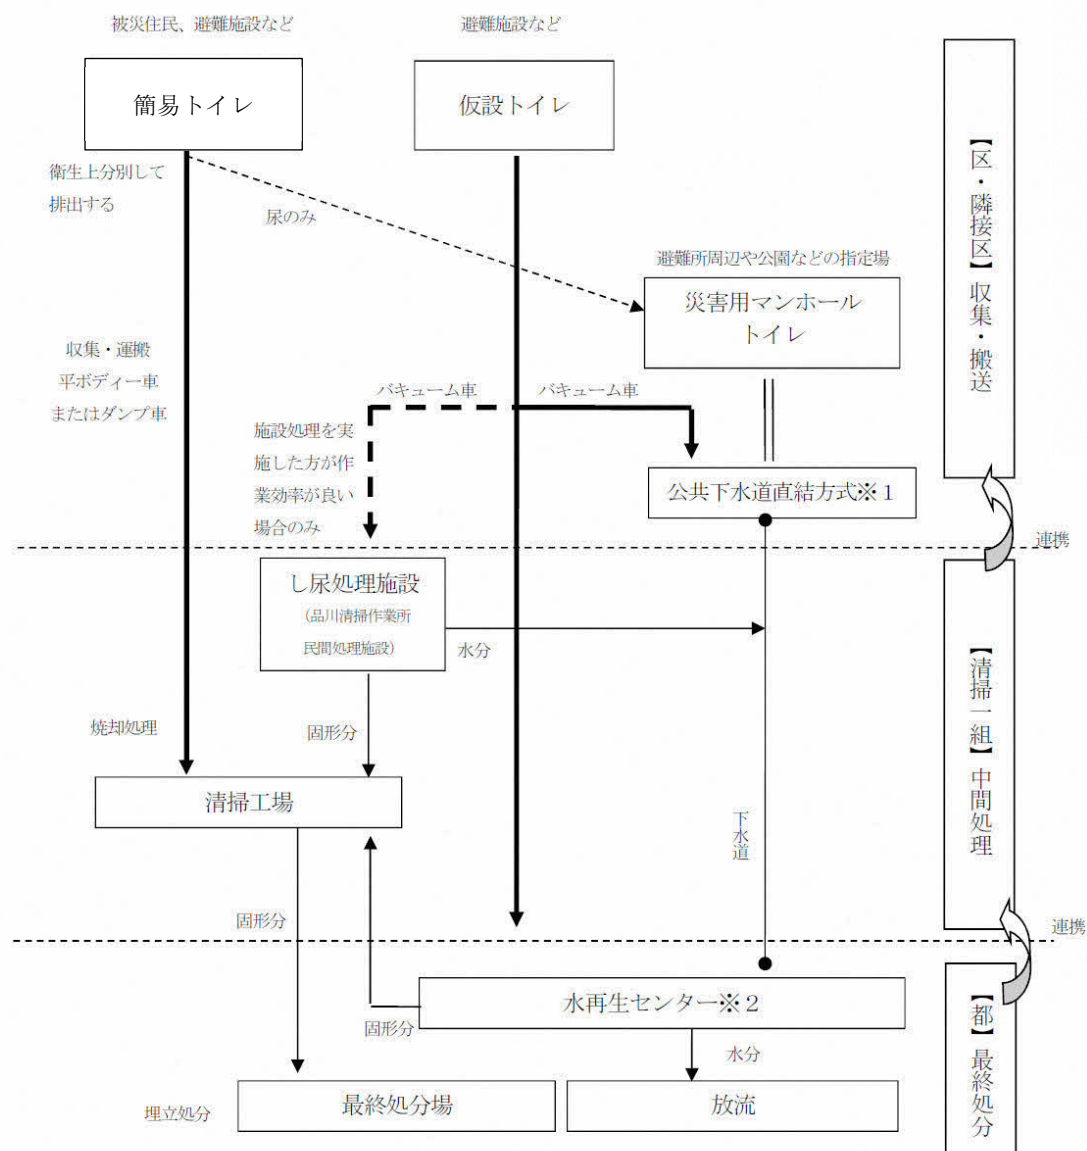 被災住民、避難施設など
避難施設など
簡易トイレ
仮設トイレ
衛生上分別して
排出する
尿のみ
避難所周辺や公園などの指定場
災害用マンホール
トイレ
収集・運搬
平ボディー車
またはダンプ車
バキューム車
バキューム車
施設処理を実
施した方が作
業効率が良い
場合のみ
公共下水道直結方式※1
【区・隣接区】収集・搬送
連携
し尿処理施設
(品川清掃作業所
民間処理施設)
水分
固形分
焼却処理
清掃工場
下水道
【清掃一組】中間処理
固形分
連携
水再生センター※2
固形分
水分
埋立処分
最終処分場
放流
【都】最終処分